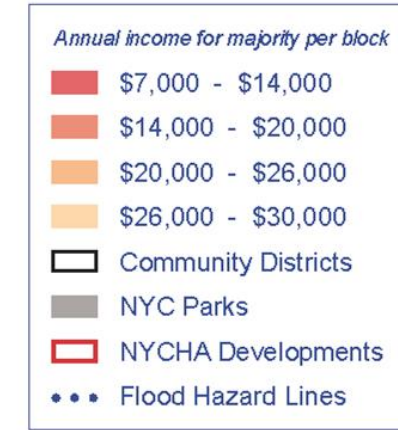 Annual income for majority per block
$7,000 - $14,000
$14,000 - $20,000
$20,000 - $26,000
$26,000 - $30,000
Community Districts
NYC Parks
NYCHA Developments
Flood Hazard Lines